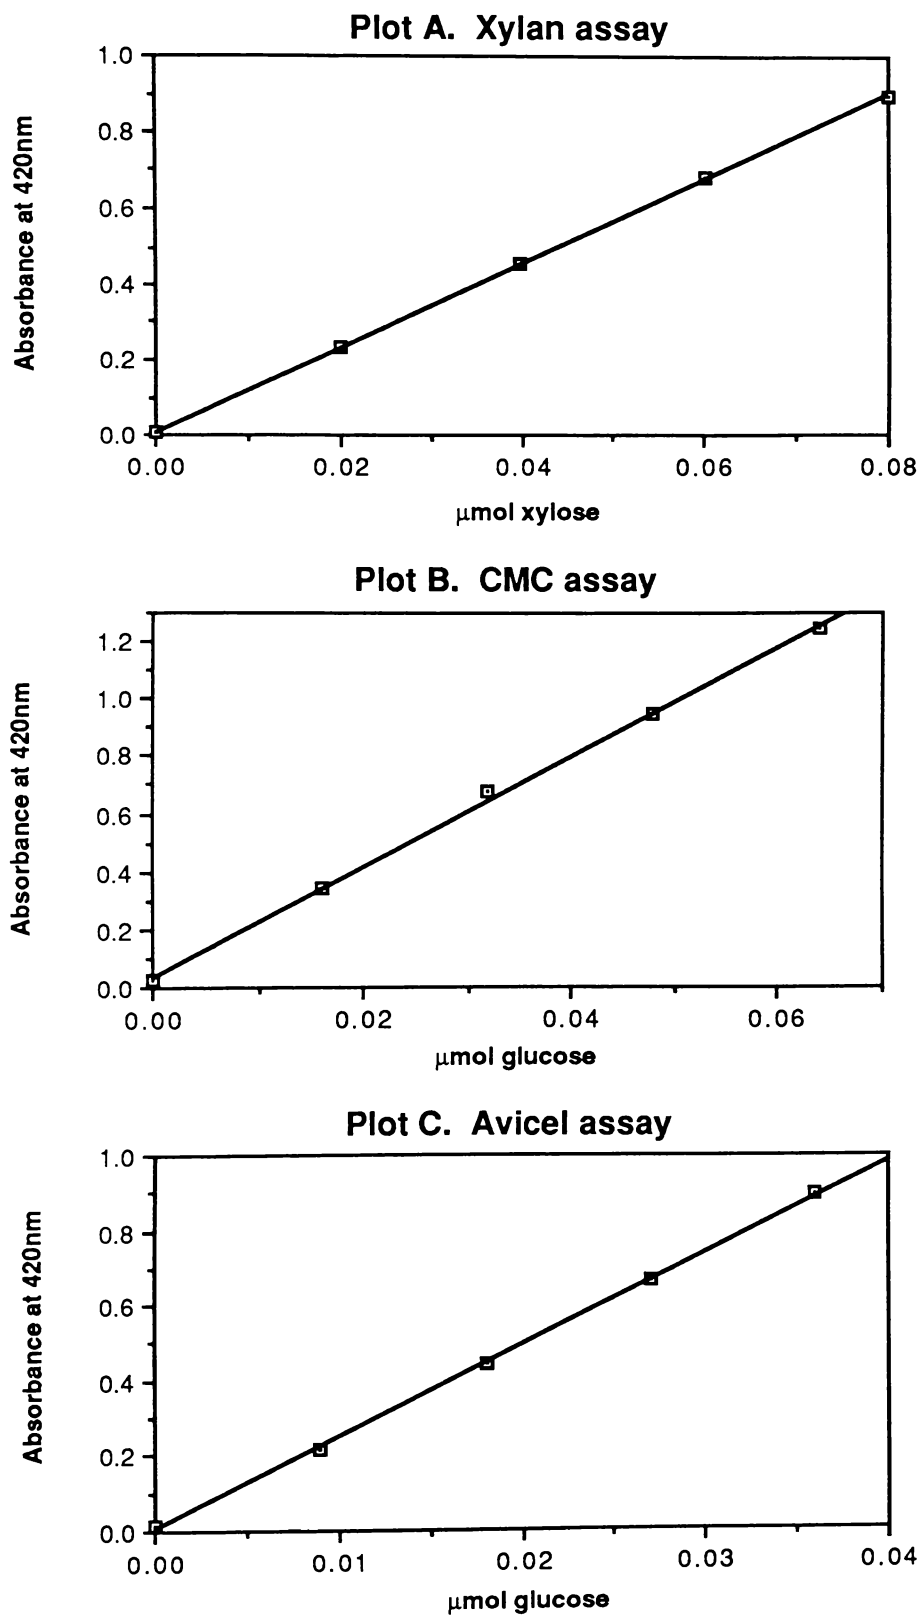 Plot A. Xylan assay
1.0
0.8
0.6
0.4
0.2
0.0
Absorbance at 420nm
0.00 0.02 0.04 0.06 0.08
μmol xylose
Plot B. CMC assay
1.2
1.0
0.8
0.6
0.4
0.2
0.0
Absorbance at 420nm
0.00 0.02 0.04 0.06
μmol glucose
Plot C. Avicel assay
1.0
0.8
0.6
0.4
0.2
0.0
Absorbance at 420nm
0.00 0.01 0.02 0.03 0.04
μmol glucose